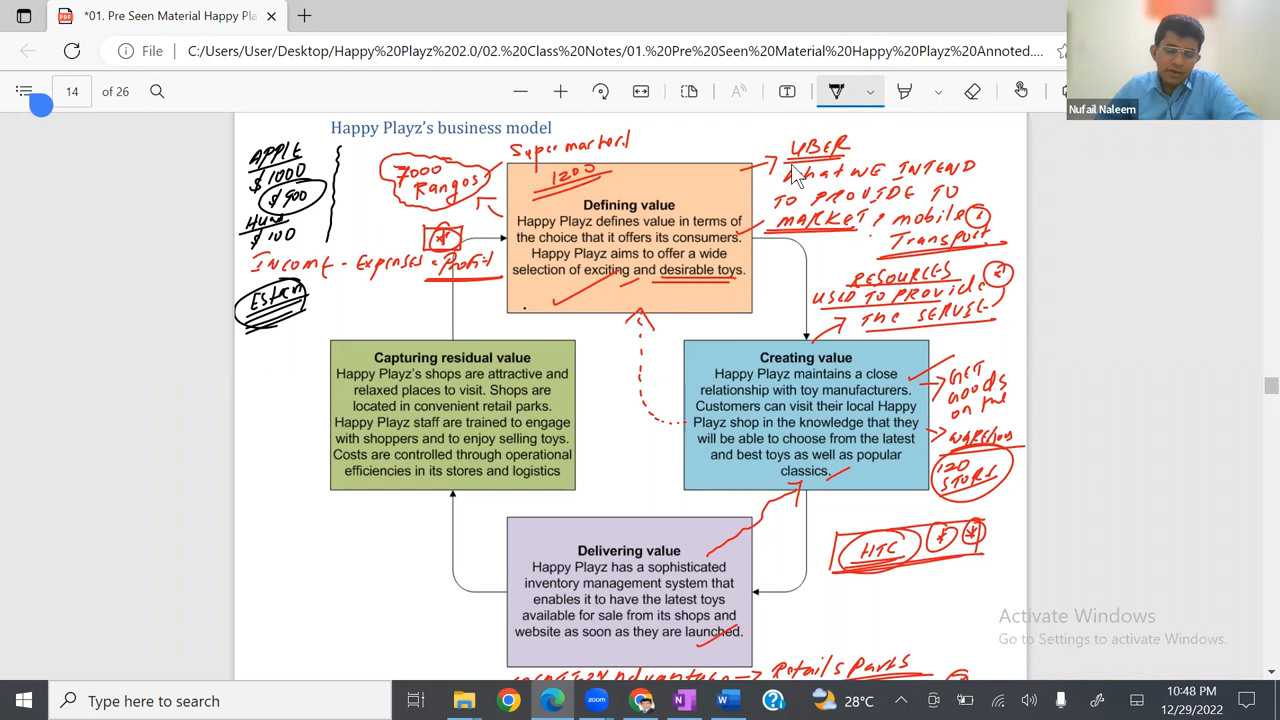 *01. Pre Seen Material Happy Pla
File
C:/Users/User/Desktop/Happy%20Playz%202.0/02.%20Class%20Notes/01.%20Pre%20Seen%20Material%20Happy%20Playz%20Annoted....
14 of 26
Nufail Naleem
Happy Playz's business model
APPLE
$1000
$900
$100
INCOME - EXPENSES = Profit
7000
Ranges
1200
Defining value
Happy Playz defines value in terms of
the choice that it offers its consumers.
Happy Playz aims to offer a wide
selection of exciting and desirable toys.
UBER
what WE INTEND
TO PROVIDE TO
MARKET; mobile 1
Transport
RESOURCES
USED TO PROVIDE
THE SERVICE
Creating value
Happy Playz maintains a close
relationship with toy manufacturers.
Customers can visit their local Happy
Playz shop in the knowledge that they
will be able to choose from the latest
and best toys as well as popular
classics.
GET
GOODS
on the
120
HTC * *
Delivering value
Happy Playz has a sophisticated
inventory management system that
enables it to have the latest toys
available for sale from its shops and
website as soon as they are launched.
Capturing residual value
Happy Playz's shops are attractive and
relaxed places to visit. Shops are
located in convenient retail parks.
Happy Playz staff are trained to engage
with shoppers and to enjoy selling toys.
Costs are controlled through operational
efficiencies in its stores and logistics
Activate Windows
Go to Settings to activate Windows.
Type here to search
zoom
28°C
10:48 PM
12/29/2022